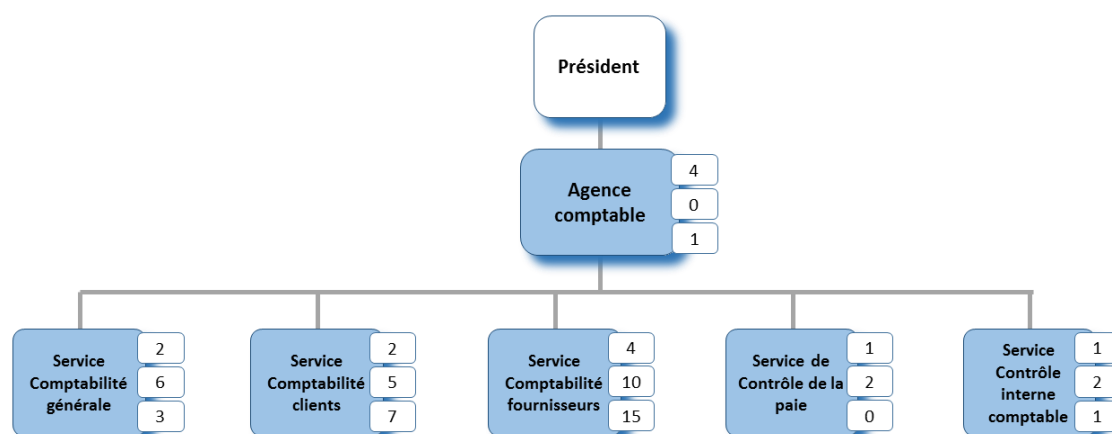 Président
Agence
comptable
4
0
1
Service
Comptabilité
générale
2
6
3
Service
Comptabilité
clients
2
5
7
Service
Comptabilité
fournisseurs
4
10
15
Service de
Contrôle de la
paie
1
2
0
Service
Contrôle
interne
comptable
1
2
1